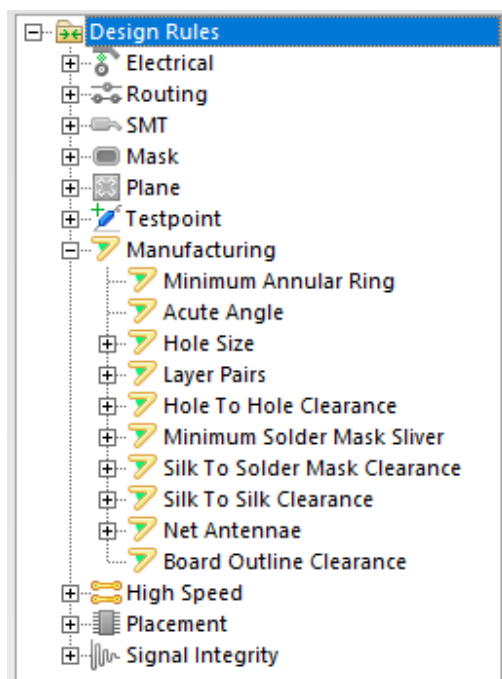 Design Rules
Electrical
Routing
SMT
Mask
Plane
Testpoint
Manufacturing
Minimum Annular Ring
Acute Angle
Hole Size
Layer Pairs
Hole To Hole Clearance
Minimum Solder Mask Sliver
Silk To Solder Mask Clearance
Silk To Silk Clearance
Net Antennae
Board Outline Clearance
High Speed
Placement
Signal Integrity